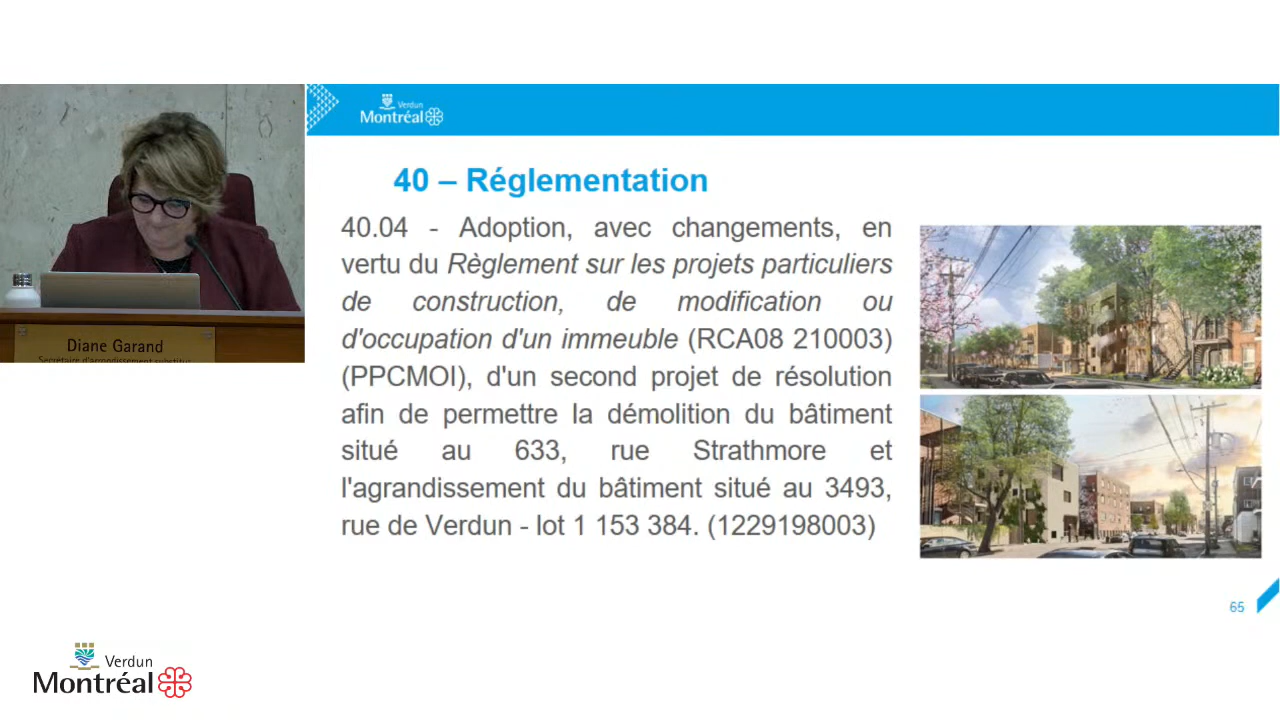 Verdun
Montréal
40 – Réglementation
40.04 - Adoption, avec changements, en
vertu du Règlement sur les projets particuliers
de construction, de modification ou
d'occupation d'un immeuble (RCA08 210003)
(PPCMOI), d'un second projet de résolution
afin de permettre la démolition du bâtiment
situé au 633, rue Strathmore et
l'agrandissement du bâtiment situé au 3493,
rue de Verdun - lot 1 153 384. (1229198003)
65
Diane Garand
Secrétaire d'arrondissement substitut
Verdun
Montréal